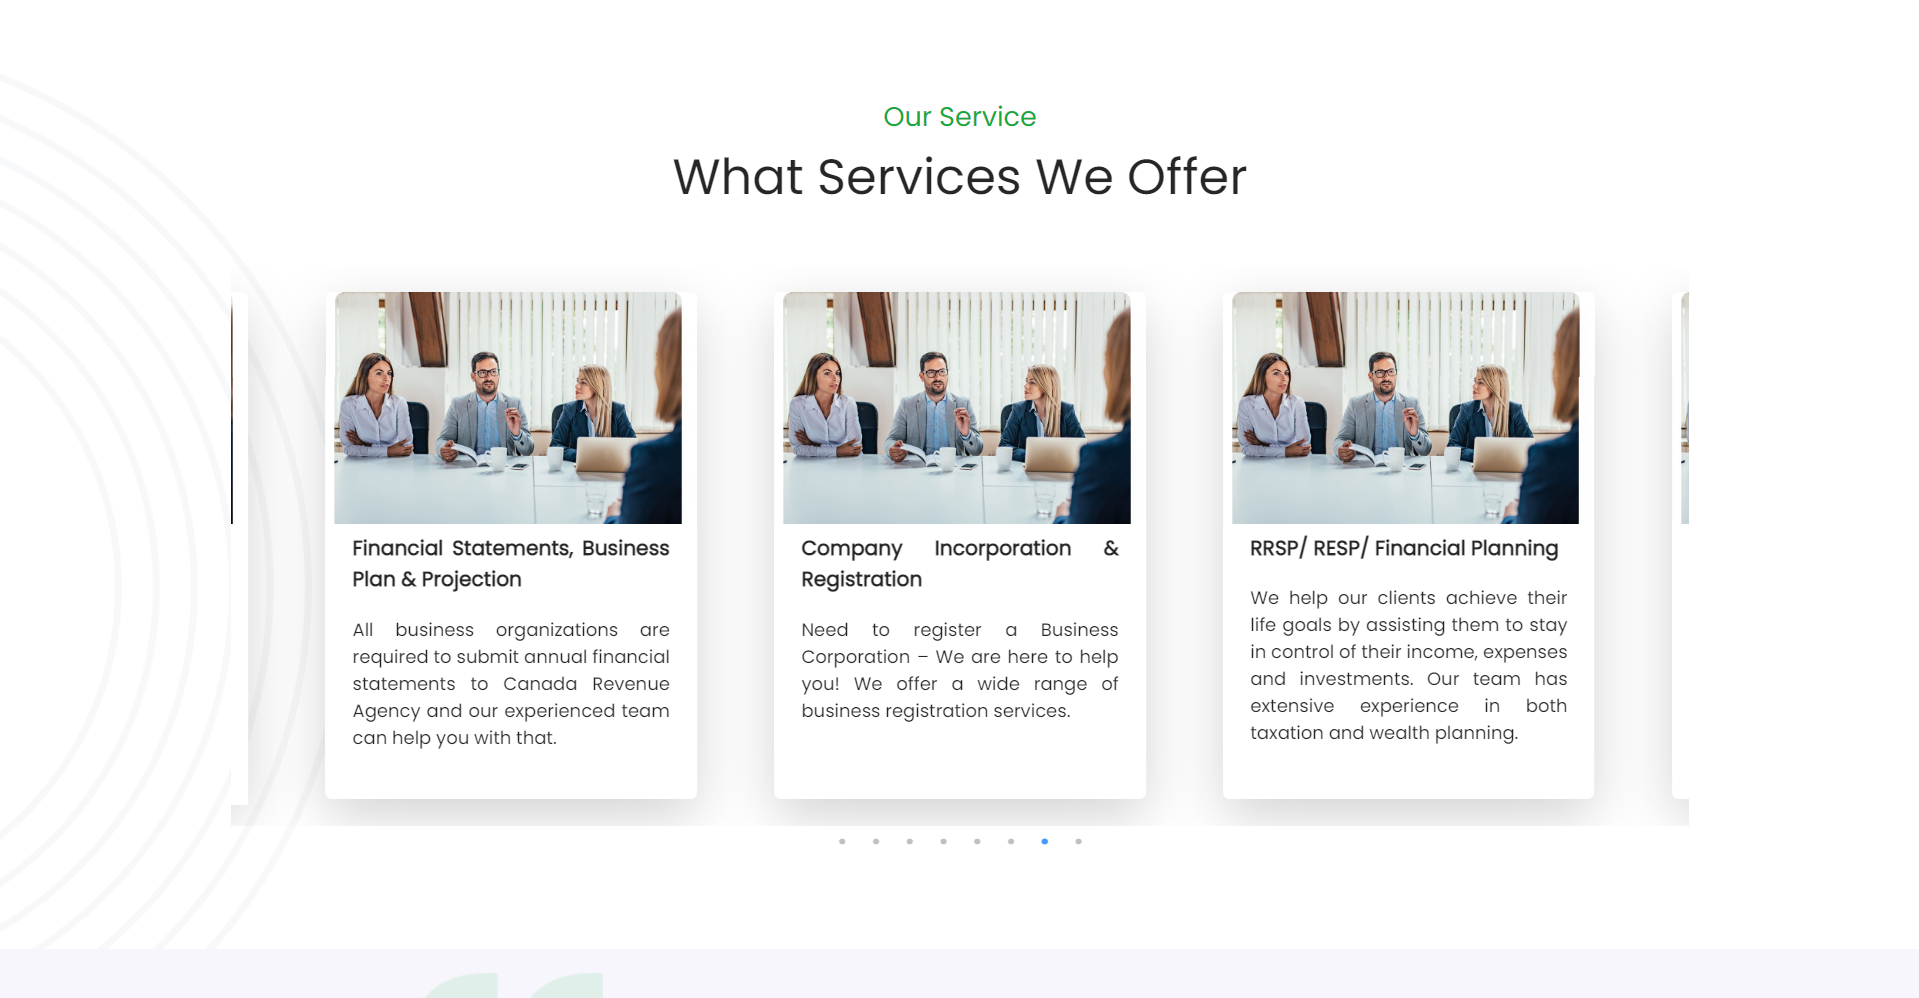 Our Service
What Services We Offer
Financial Statements, Business
Plan & Projection
All business organizations are
required to submit annual financial
statements to Canada Revenue
Agency and our experienced team
can help you with that.
Company Incorporation &
Registration
Need to register a Business
Corporation – We are here to help
you! We offer a wide range of
business registration services.
RRSP/ RESP/ Financial Planning
We help our clients achieve their
life goals by assisting them to stay
in control of their income, expenses
and investments. Our team has
extensive experience in both
taxation and wealth planning.